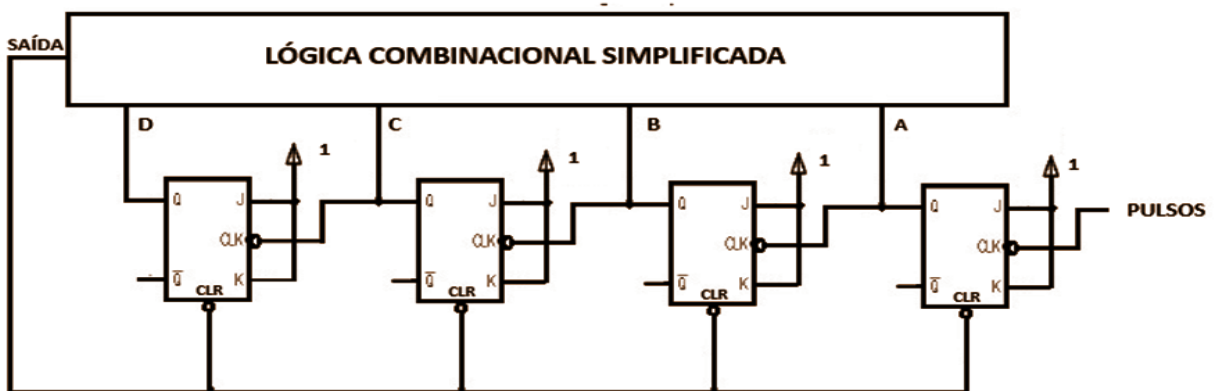 SAÍDA
LÓGICA COMBINACIONAL SIMPLIFICADA
D C B A
1 1 1 1
Q J Q J Q J Q J
PULSOS
CLK CLK CLK CLK
Q̅ K Q̅ K Q̅ K Q̅ K
CLR CLR CLR CLR